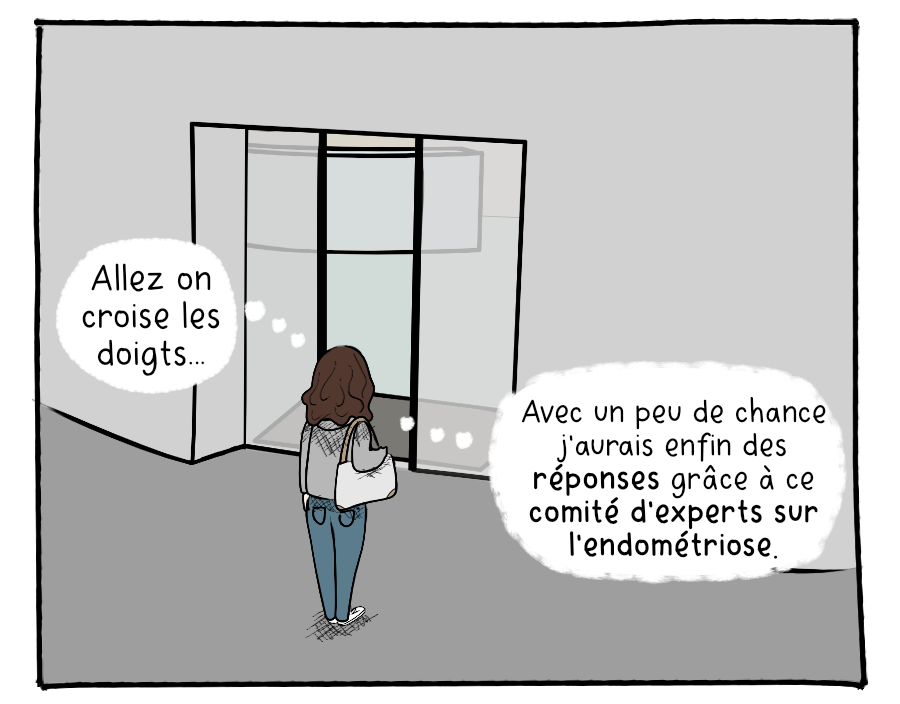 Allez on
croise les
doigts...
Avec un peu de chance
j'aurais enfin des
réponses grâce à ce
comité d'experts sur
l'endométriose.